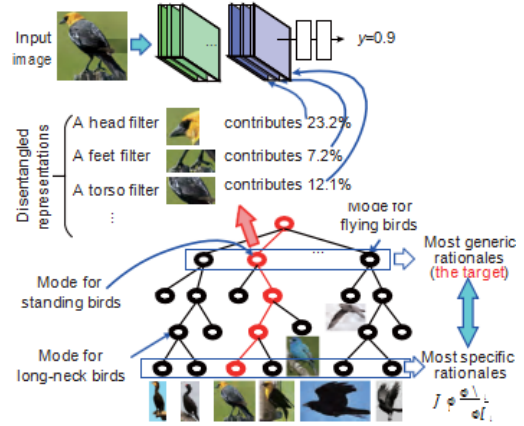 Input
image
...
y=0.9
Disentangled
representations
A head filter
contributes 23.2%
A feet filter
contributes 7.2%
A torso filter
contributes 12.1%
...
Mode for
flying birds
...
Most generic
rationales
(the target)
Mode for
standing birds
Mode for
long-neck birds
Most specific
rationales